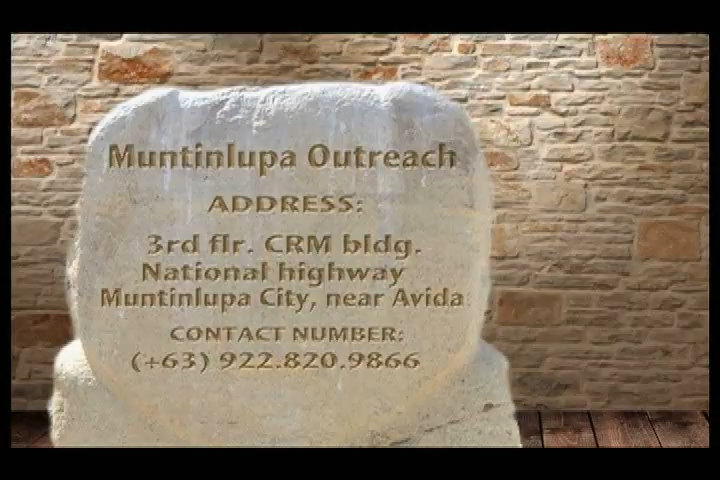 Muntinlupa Outreach
ADDRESS:
3rd flr. CRM bldg.
National highway
Muntinlupa City, near Avida
CONTACT NUMBER:
(+63) 922.820.9866